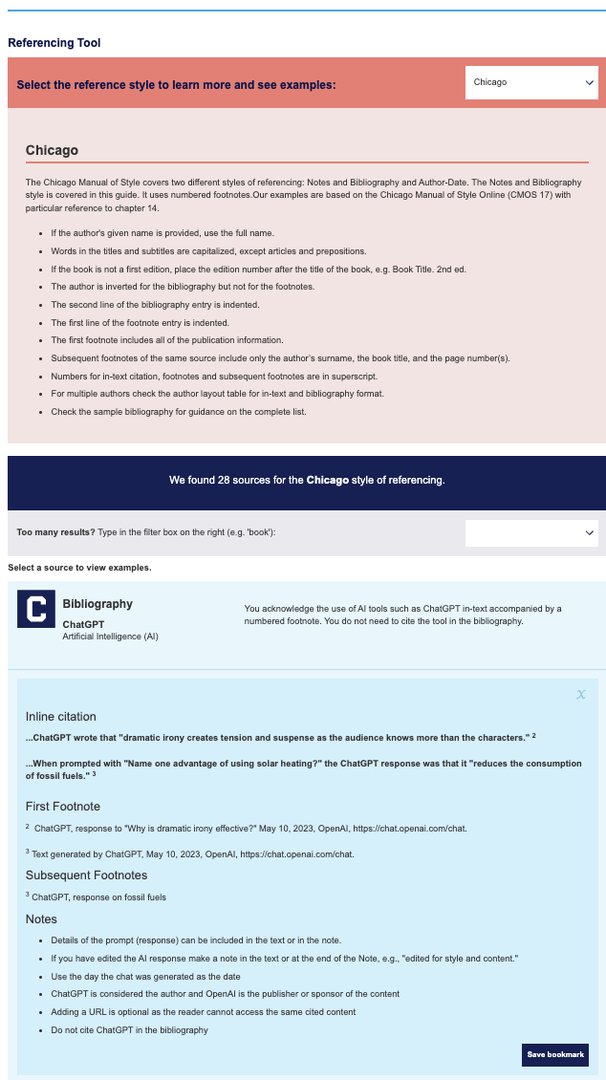 Referencing Tool
Select the reference style to learn more and see examples:
Chicago
Chicago
The Chicago Manual of Style covers two different styles of referencing: Notes and Bibliography and Author-Date. The Notes and Bibliography
style is covered in this guide. It uses numbered footnotes.Our examples are based on the Chicago Manual of Style Online (CMOS 17) with
particular reference to chapter 14.
• If the author's given name is provided, use the full name.
• Words in the titles and subtitles are capitalized, except articles and prepositions.
• If the book is not a first edition, place the edition number after the title of the book, e.g. Book Title. 2nd ed.
• The author is inverted for the bibliography but not for the footnotes.
• The second line of the bibliography entry is indented.
• The first line of the footnote entry is indented.
• The first footnote includes all of the publication information.
• Subsequent footnotes of the same source include only the author's surname, the book title, and the page number(s).
• Numbers for in-text citation, footnotes and subsequent footnotes are in superscript.
• For multiple authors check the author layout table for in-text and bibliography format.
• Check the sample bibliography for guidance on the complete list.
We found 28 sources for the Chicago style of referencing.
Too many results? Type in the filter box on the right (e.g. 'book'):
Select a source to view examples.
C
Bibliography
ChatGPT
Artificial Intelligence (AI)
You acknowledge the use of AI tools such as ChatGPT in-text accompanied by a
numbered footnote. You do not need to cite the tool in the bibliography.
x
Inline citation
...ChatGPT wrote that "dramatic irony creates tension and suspense as the audience knows more than the characters." 2
...When prompted with "Name one advantage of using solar heating?" the ChatGPT response was that it "reduces the consumption
of fossil fuels." 3
First Footnote
2 ChatGPT, response to "Why is dramatic irony effective?" May 10, 2023, OpenAI, https://chat.openai.com/chat.
3 Text generated by ChatGPT, May 10, 2023, OpenAI, https://chat.openai.com/chat.
Subsequent Footnotes
3 ChatGPT, response on fossil fuels
Notes
• Details of the prompt (response) can be included in the text or in the note.
• If you have edited the AI response make a note in the text or at the end of the Note, e.g., "edited for style and content."
• Use the day the chat was generated as the date
• ChatGPT is considered the author and OpenAI is the publisher or sponsor of the content
• Adding a URL is optional as the reader cannot access the same cited content
• Do not cite ChatGPT in the bibliography
Save bookmark